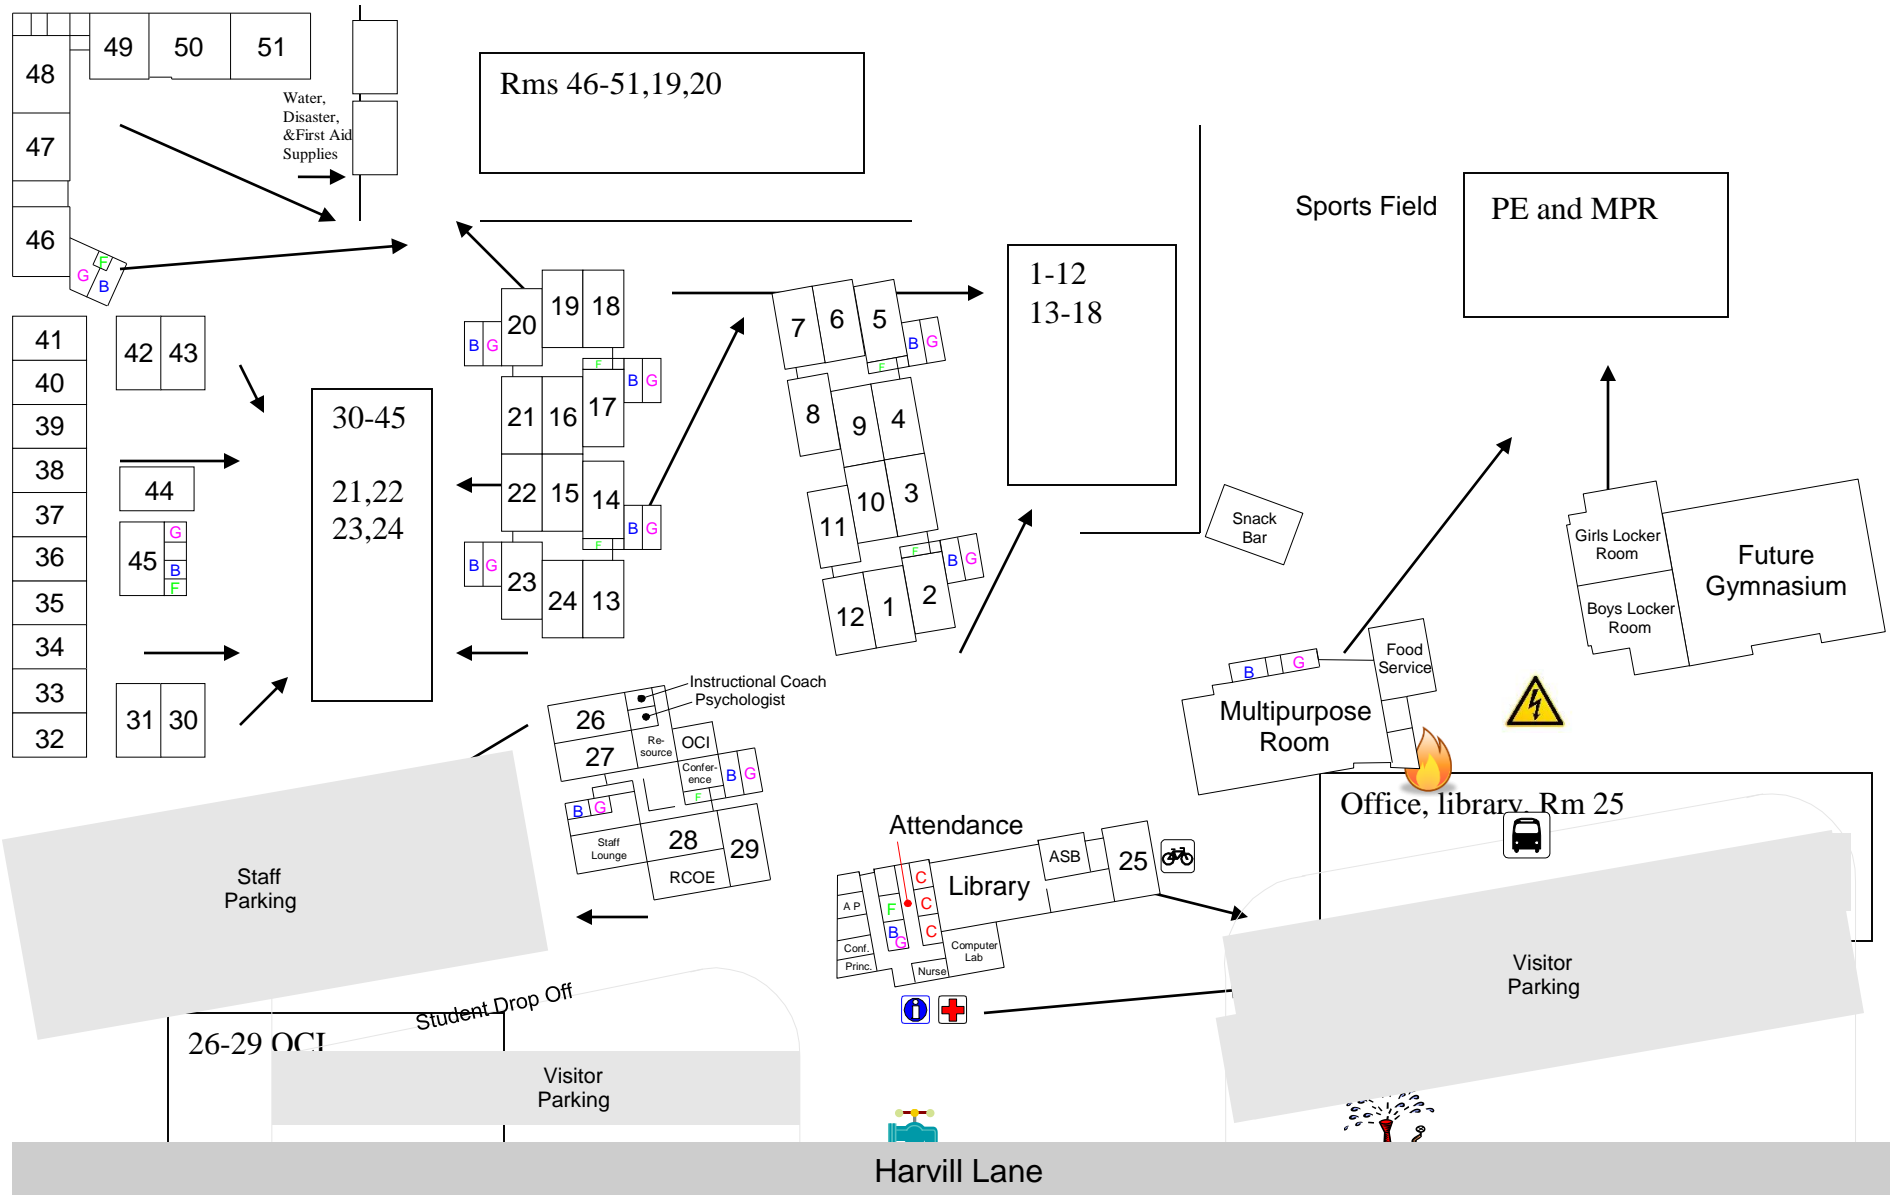 49
50
51
48
47
46
G
F
B
Water,
Disaster,
&First Aid
Supplies
Rms 46-51,19,20
Sports Field
PE and MPR
1-12
13-18
41
40
39
38
37
36
35
34
33
32
42
43
44
45
G
B
F
31
30
30-45
21,22
23,24
19
18
20
B
G
F
B
G
21
16
17
22
15
14
B
G
F
B
G
23
24
13
7
6
5
B
G
F
8
9
4
10
3
11
F
B
G
12
1
2
Snack
Bar
Girls Locker
Room
Boys Locker
Room
Future
Gymnasium
Food
Service
B
G
Multipurpose
Room
Instructional Coach
Psychologist
26
27
Re-
source
OCI
Confer-
ence
F
B
G
B
G
Staff
Lounge
28
29
RCOE
Staff
Parking
Attendance
A P
Conf.
Princ.
F
B
G
C
C
C
Library
ASB
25
Computer
Lab
Nurse
Office, library, Rm 25
Visitor
Parking
Student Drop Off
26-29 OCI
Visitor
Parking
Harvill Lane